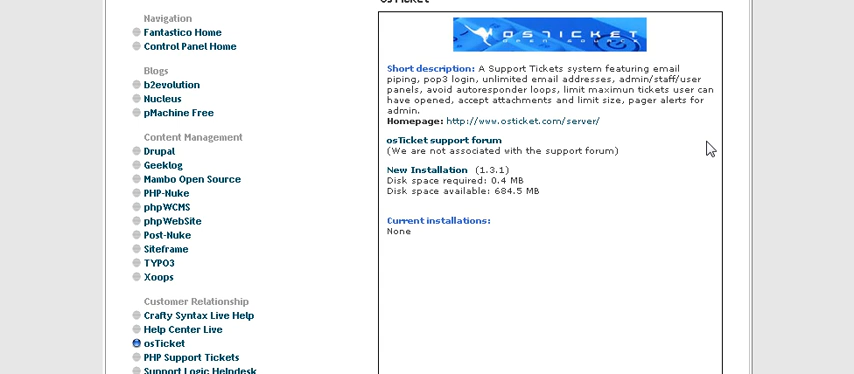 Navigation
Fantastico Home
Control Panel Home
Blogs
b2evolution
Nucleus
pMachine Free
Content Management
Drupal
Geeklog
Mambo Open Source
PHP-Nuke
phpWCMS
phpWebSite
Post-Nuke
Siteframe
TYPO3
Xoops
Customer Relationship
Crafty Syntax Live Help
Help Center Live
osTicket
PHP Support Tickets
Support Logic Helpdesk
osTicket
OSTICKET
OPEN SOURCE
Short description: A Support Tickets system featuring email
piping, pop3 login, unlimited email addresses, admin/staff/user
panels, avoid autoresponder loops, limit maximun tickets user can
have opened, accept attachments and limit size, pager alerts for
admin.
Homepage: http://www.osticket.com/server/
osTicket support forum
(We are not associated with the support forum)
New Installation (1.3.1)
Disk space required: 0.4 MB
Disk space available: 684.5 MB
Current installations:
None